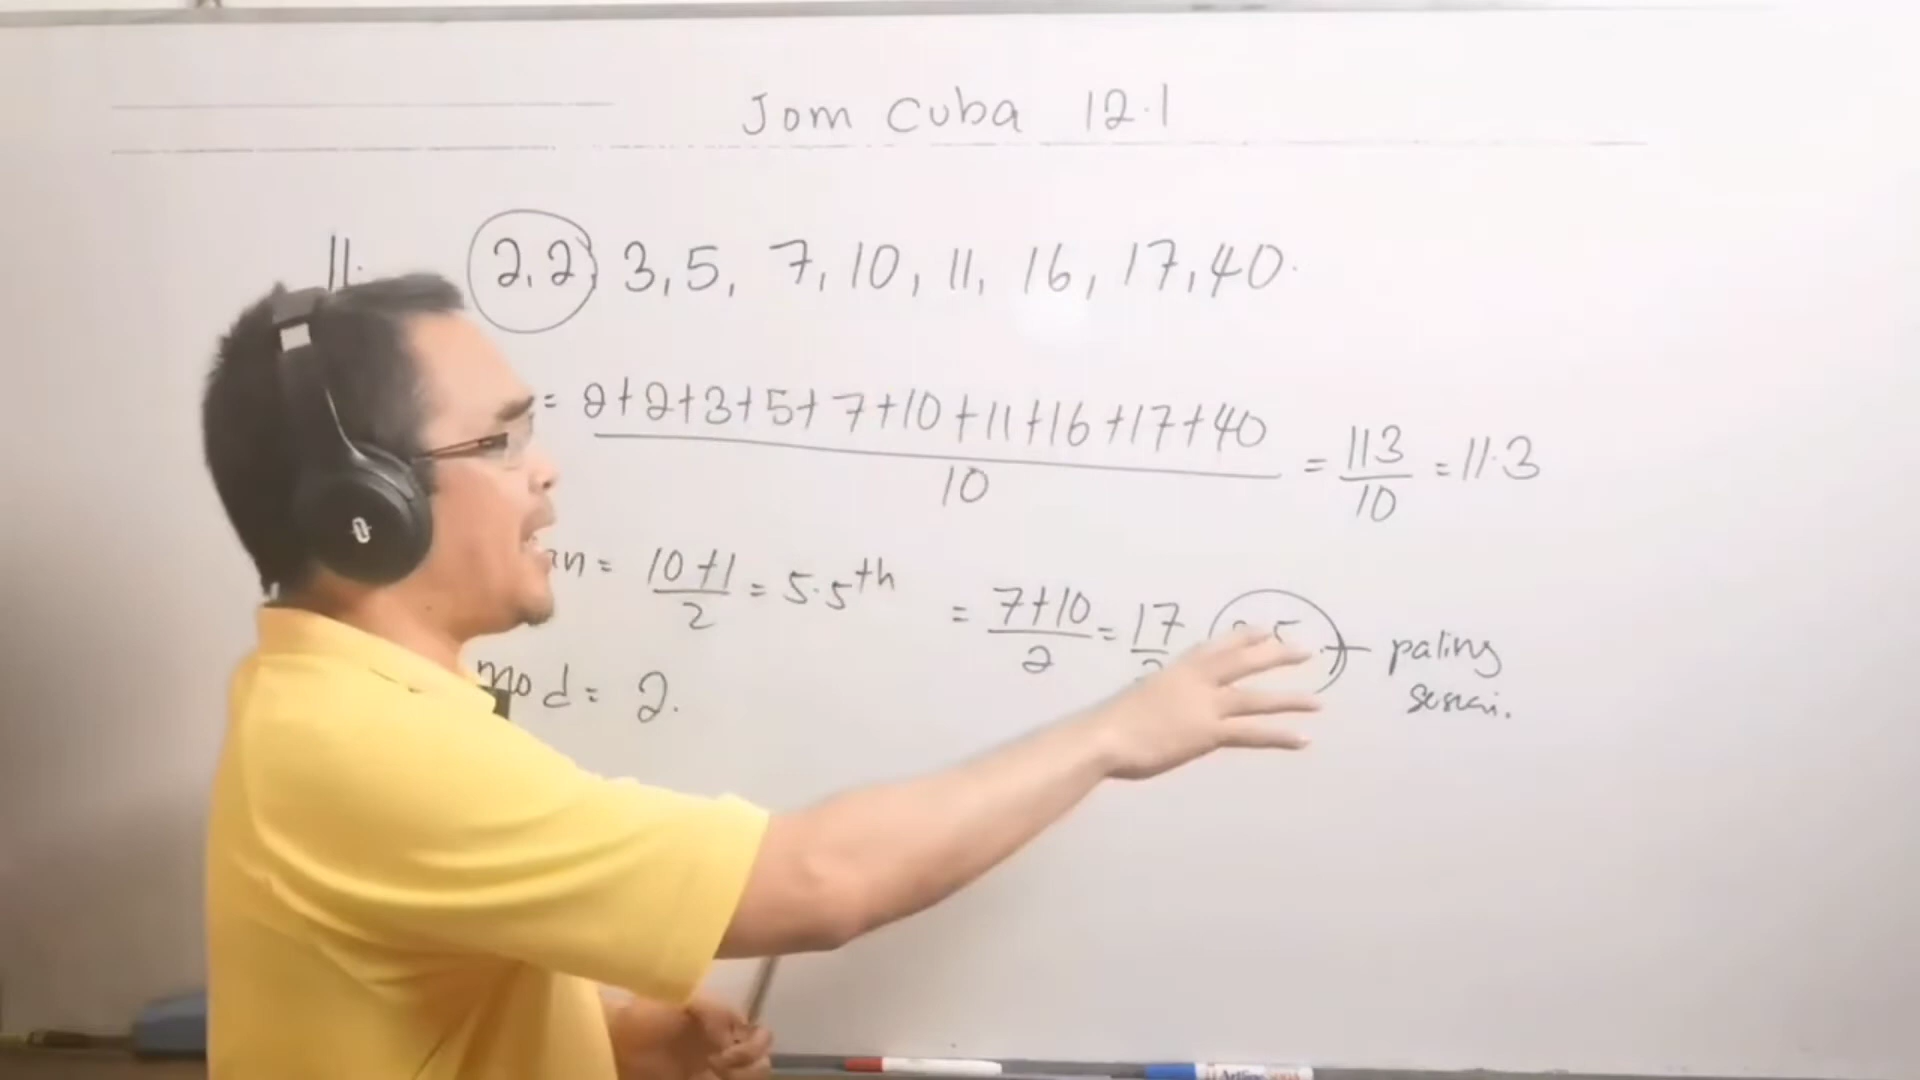 Jom Cuba 12.1
11. 2, 2, 3, 5, 7, 10, 11, 16, 17, 40.
= 2+2+3+5+7+10+11+16+17+40 / 10 = 113/10 = 11.3
an = 10+1 / 2 = 5.5th = 7+10 / 2 = 17 / 2
paling
mod = 2.
sesuai.